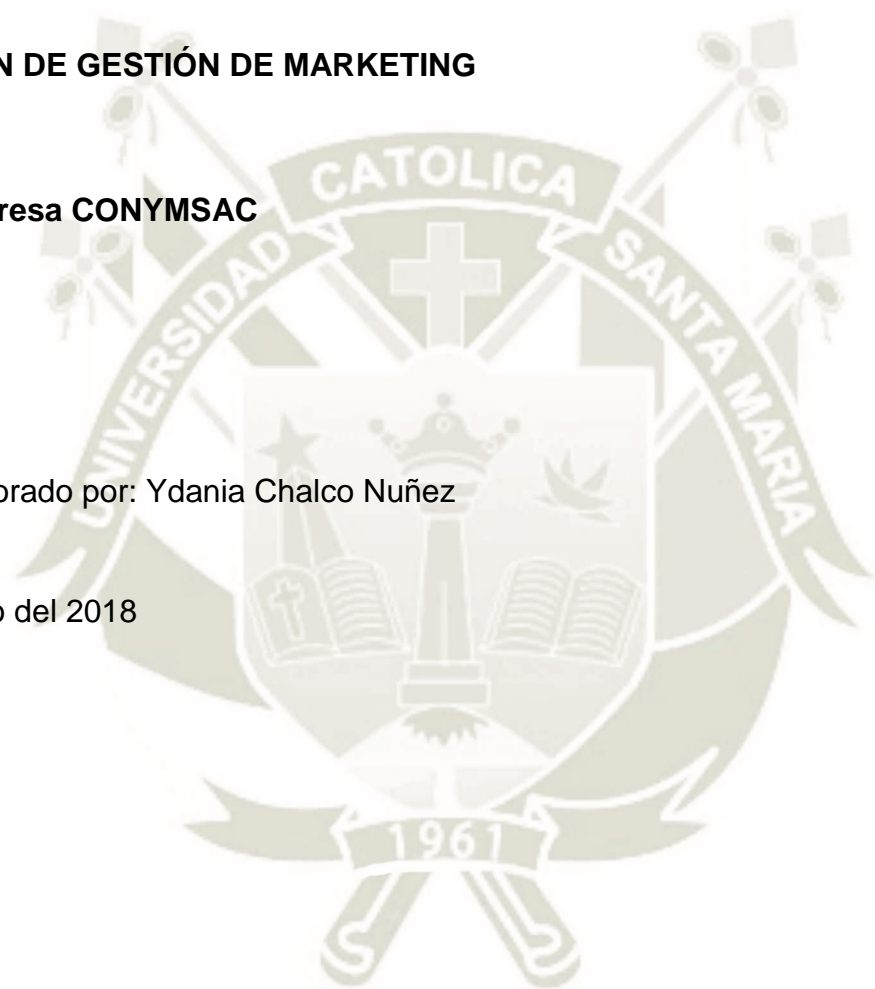 N DE GESTIÓN DE MARKETING
resa CONYMSAC
orado por: Ydania Chalco Nuñez
o del 2018
UNIVERSIDAD CATOLICA SANTA MARIA
1961